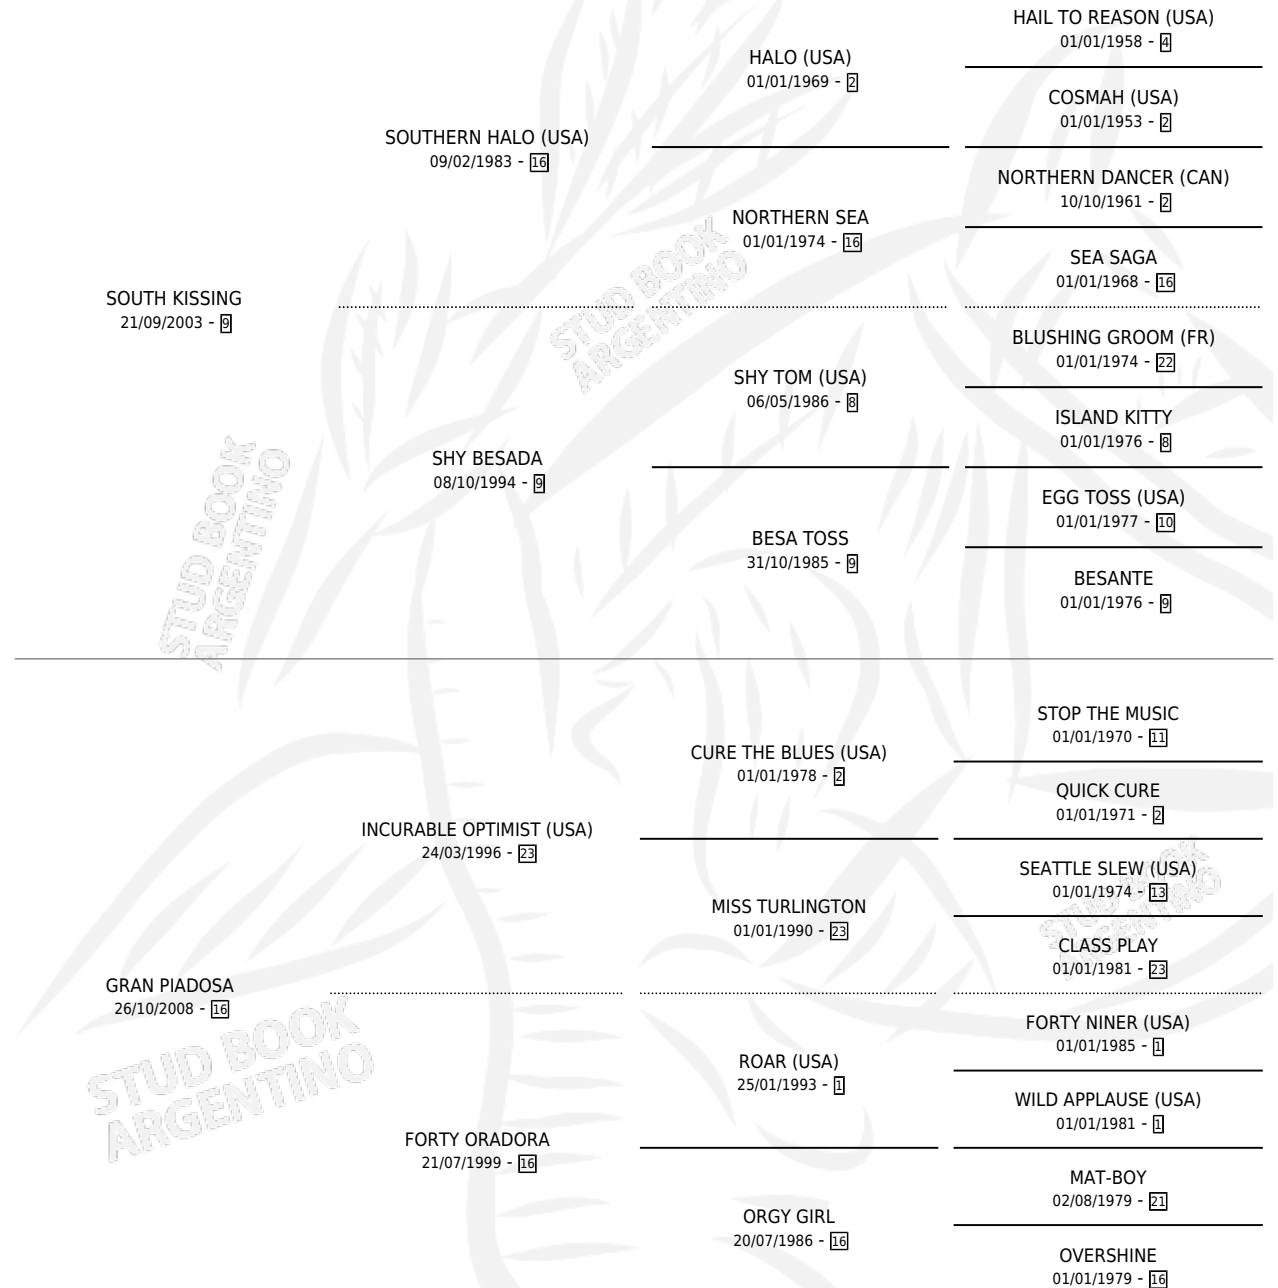 HAIL TO REASON (USA)
01/01/1958 - 4
HALO (USA)
01/01/1969 - 2
COSMAH (USA)
01/01/1953 - 2
SOUTHERN HALO (USA)
09/02/1983 - 16
NORTHERN DANCER (CAN)
10/10/1961 - 2
NORTHERN SEA
01/01/1974 - 16
SEA SAGA
01/01/1968 - 16
SOUTH KISSING
21/09/2003 - 9
STUD BOOK
ARGENTINO
BLUSHING GROOM (FR)
01/01/1974 - 22
SHY TOM (USA)
06/05/1986 - 8
ISLAND KITTY
01/01/1976 - 8
SHY BESADA
08/10/1994 - 9
EGG TOSS (USA)
01/01/1977 - 10
BESA TOSS
31/10/1985 - 9
BESANTE
01/01/1976 - 9
STUD BOOK
ARGENTINO
STOP THE MUSIC
01/01/1970 - 11
CURE THE BLUES (USA)
01/01/1978 - 2
QUICK CURE
01/01/1971 - 2
INCURABLE OPTIMIST (USA)
24/03/1996 - 23
SEATTLE SLEW (USA)
01/01/1974 - 13
MISS TURLINGTON
01/01/1990 - 23
CLASS PLAY
01/01/1981 - 23
STUD BOOK
ARGENTINO
GRAN PIADOSA
26/10/2008 - 16
FORTY NINER (USA)
01/01/1985 - 1
ROAR (USA)
25/01/1993 - 1
WILD APPLAUSE (USA)
01/01/1981 - 1
STUD BOOK
ARGENTINO
FORTY ORADORA
21/07/1999 - 16
MAT-BOY
02/08/1979 - 21
ORGY GIRL
20/07/1986 - 16
OVERSHINE
01/01/1979 - 16